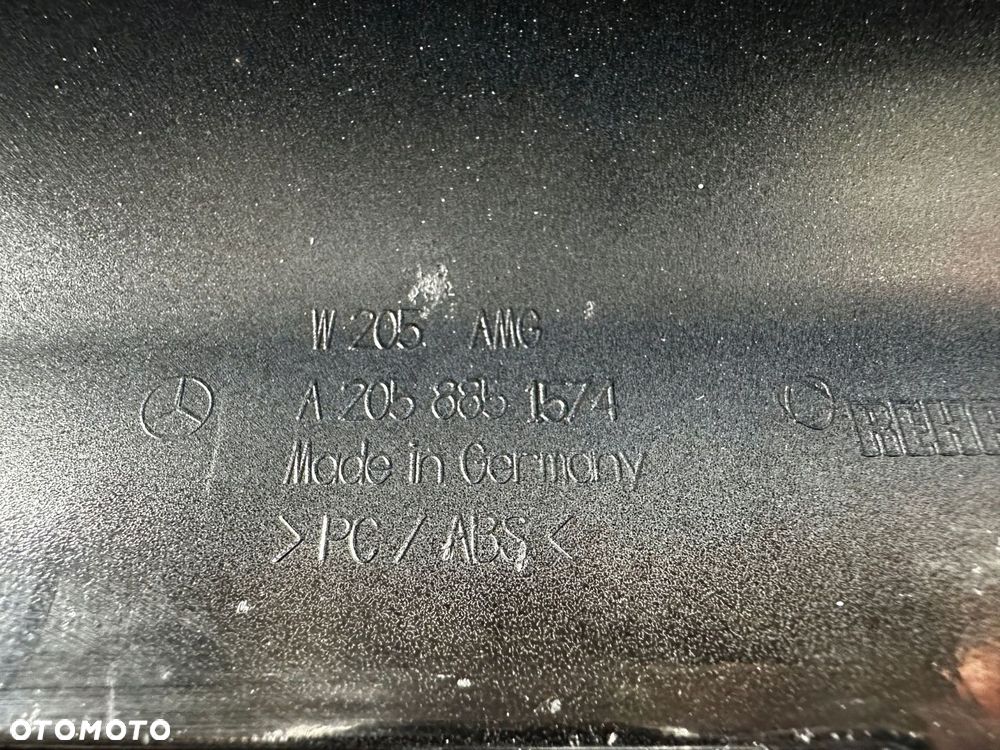 W 205 AMG
A 205 885 1574
Made in Germany
>PC / ABS<
OTOMOTO